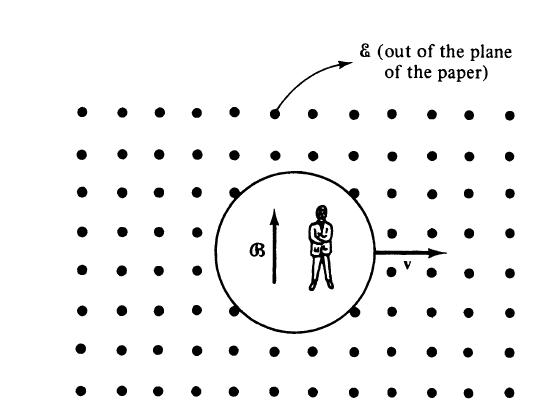 ℰ (out of the plane
of the paper)
ℬ
v